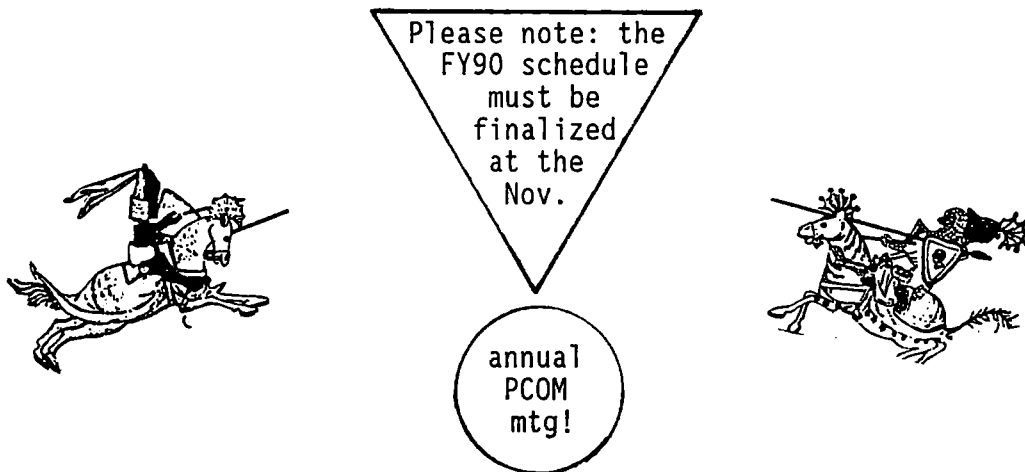 Please note: the
FY90 schedule
must be
finalized
at the
Nov.
annual
PCOM
mtg!